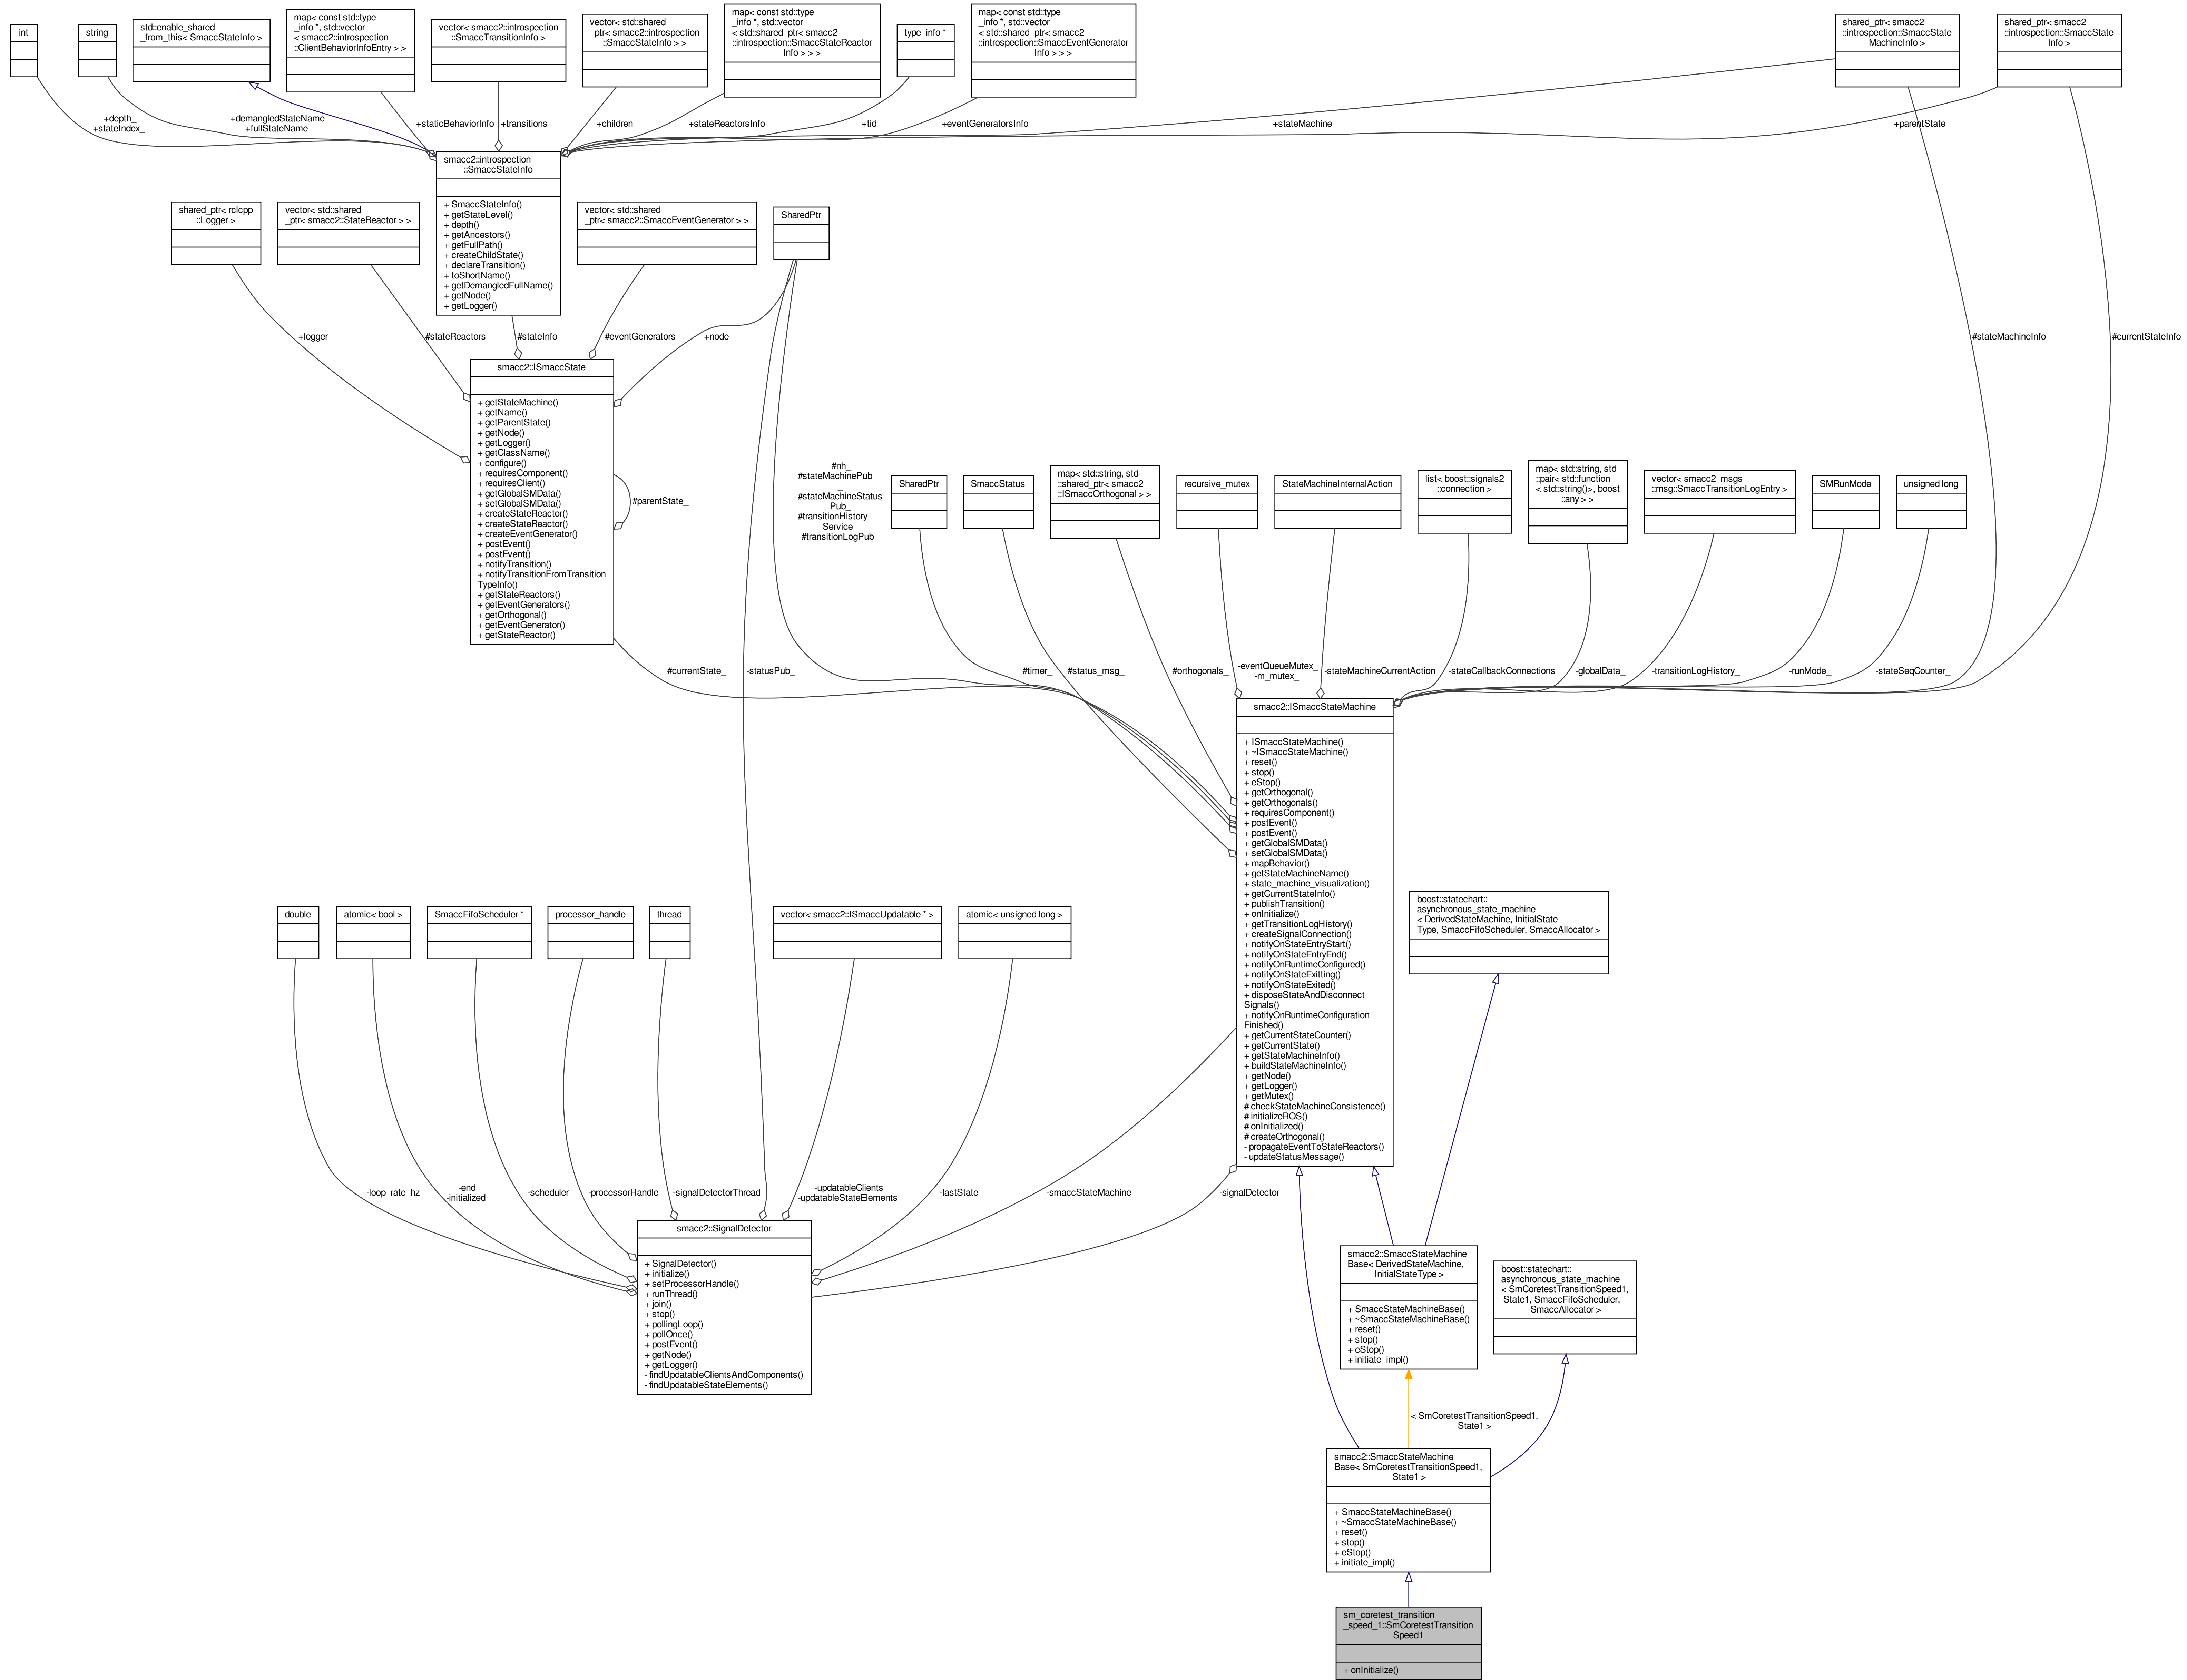 int
string
std::enable_shared
_from_this< SmaccStateInfo >
map< const std::type
_info *, std::vector
< smacc2::introspection
::ClientBehaviorInfoEntry > >
vector< smacc2::introspection
::SmaccTransitionInfo >
vector< std::shared
_ptr< smacc2::introspection
::SmaccStateInfo > >
map< const std::type
_info *, std::vector
< std::shared_ptr< smacc2
::introspection::SmaccStateReactor
Info > > >
type_info *
map< const std::type
_info *, std::vector
< std::shared_ptr< smacc2
::introspection::SmaccEventGenerator
Info > > >
shared_ptr< smacc2
::introspection::SmaccState
MachineInfo >
shared_ptr< smacc2
::introspection::SmaccState
Info >
+depth_
+stateIndex_
+demangledStateName
+fullStateName
+staticBehaviorInfo
+transitions_
+children_
+stateReactorsInfo
+tid_
+eventGeneratorsInfo
+stateMachine_
+parentState_
smacc2::introspection
::SmaccStateInfo
+ SmaccStateInfo()
+ getStateLevel()
+ depth()
+ getAncestors()
+ getFullPath()
+ createChildState()
+ declareTransition()
+ toShortName()
+ getDemangledFullName()
+ getNode()
+ getLogger()
shared_ptr< rclcpp
::Logger >
vector< std::shared
_ptr< smacc2::StateReactor > >
vector< std::shared
_ptr< smacc2::SmaccEventGenerator > >
SharedPtr
+logger_
#stateReactors_
#stateInfo_
#eventGenerators_
+node_
#stateMachineInfo_
#currentStateInfo_
smacc2::ISmaccState
+ getStateMachine()
+ getName()
+ getParentState()
+ getNode()
+ getLogger()
+ getClassName()
+ configure()
+ requiresComponent()
+ requiresClient()
+ getGlobalSMData()
+ setGlobalSMData()
+ createStateReactor()
+ createStateReactor()
+ createEventGenerator()
+ postEvent()
+ postEvent()
+ notifyTransition()
+ notifyTransitionFromTransition
TypeInfo()
+ getStateReactors()
+ getEventGenerators()
+ getOrthogonal()
+ getEventGenerator()
+ getStateReactor()
#parentState_
#nh_
#stateMachinePub
_
#stateMachineStatus
Pub_
#transitionHistory
Service_
#transitionLogPub_
SharedPtr
SmaccStatus
map< std::string, std
::shared_ptr< smacc2
::ISmaccOrthogonal > >
recursive_mutex
StateMachineInternalAction
list< boost::signals2
::connection >
map< std::string, std
::pair< std::function
< std::string()>, boost
::any > >
vector< smacc2_msgs
::msg::SmaccTransitionLogEntry >
SMRunMode
unsigned long
#currentState_
-statusPub_
#timer_
#status_msg_
#orthogonals_
-eventQueueMutex_
-m_mutex_
-stateMachineCurrentAction
-stateCallbackConnections
-globalData_
-transitionLogHistory_
-runMode_
-stateSeqCounter_
smacc2::ISmaccStateMachine
+ ISmaccStateMachine()
+ ~ISmaccStateMachine()
+ reset()
+ stop()
+ eStop()
+ getOrthogonal()
+ getOrthogonals()
+ requiresComponent()
+ postEvent()
+ postEvent()
+ getGlobalSMData()
+ setGlobalSMData()
+ mapBehavior()
+ getStateMachineName()
+ state_machine_visualization()
+ getCurrentStateInfo()
+ publishTransition()
+ onInitialize()
+ getTransitionLogHistory()
+ createSignalConnection()
+ notifyOnStateEntryStart()
+ notifyOnStateEntryEnd()
+ notifyOnRuntimeConfigured()
+ notifyOnStateExitting()
+ notifyOnStateExited()
+ disposeStateAndDisconnect
Signals()
+ notifyOnRuntimeConfiguration
Finished()
+ getCurrentStateCounter()
+ getCurrentState()
+ getStateMachineInfo()
+ buildStateMachineInfo()
+ getNode()
+ getLogger()
+ getMutex()
# checkStateMachineConsistence()
# initializeROS()
# onInitialized()
# createOrthogonal()
- propagateEventToStateReactors()
- updateStatusMessage()
double
atomic< bool >
SmaccFifoScheduler *
processor_handle
thread
vector< smacc2::ISmaccUpdatable * >
atomic< unsigned long >
boost::statechart::
asynchronous_state_machine
< DerivedStateMachine, InitialState
Type, SmaccFifoScheduler, SmaccAllocator >
-loop_rate_hz
-end_
-initialized_
-scheduler_
-processorHandle_
-signalDetectorThread_
-updatableClients_
-updatableStateElements_
-lastState_
-smaccStateMachine_
-signalDetector_
smacc2::SignalDetector
+ SignalDetector()
+ initialize()
+ setProcessorHandle()
+ runThread()
+ join()
+ stop()
+ pollingLoop()
+ pollOnce()
+ postEvent()
+ getNode()
+ getLogger()
- findUpdatableClientsAndComponents()
- findUpdatableStateElements()
smacc2::SmaccStateMachine
Base< DerivedStateMachine,
InitialStateType >
+ SmaccStateMachineBase()
+ ~SmaccStateMachineBase()
+ reset()
+ stop()
+ eStop()
+ initiate_impl()
boost::statechart::
asynchronous_state_machine
< SmCoretestTransitionSpeed1,
State1, SmaccFifoScheduler,
SmaccAllocator >
< SmCoretestTransitionSpeed1,
State1 >
smacc2::SmaccStateMachine
Base< SmCoretestTransitionSpeed1,
State1 >
+ SmaccStateMachineBase()
+ ~SmaccStateMachineBase()
+ reset()
+ stop()
+ eStop()
+ initiate_impl()
sm_coretest_transition
_speed_1::SmCoretestTransition
Speed1
+ onInitialize()